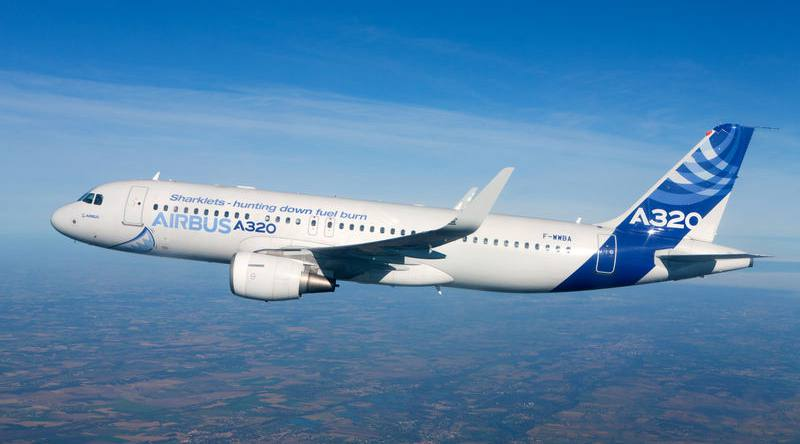 Sharklets - hunting down fuel burn
AIRBUS A320
F-WWBA
A320